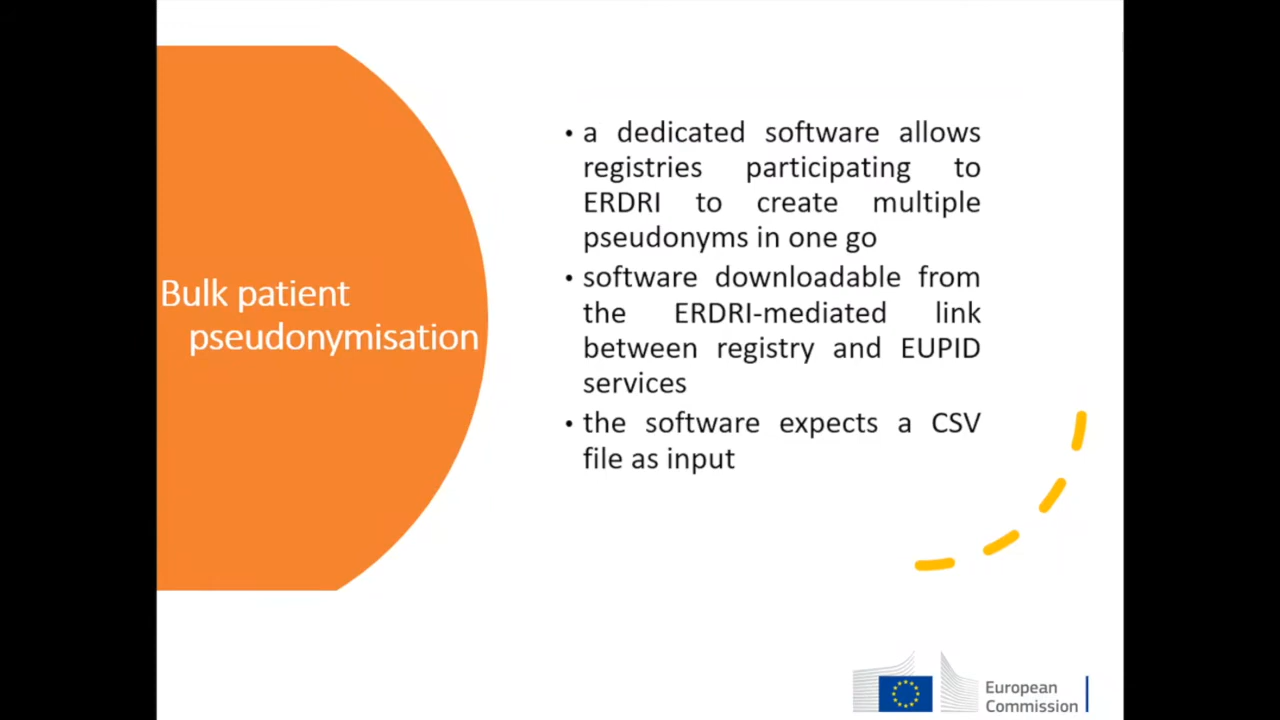 Bulk patient
pseudonymisation
• a dedicated software allows
registries participating to
ERDRI to create multiple
pseudonyms in one go
• software downloadable from
the ERDRI-mediated link
between registry and EUPID
services
• the software expects a CSV
file as input
European
Commission